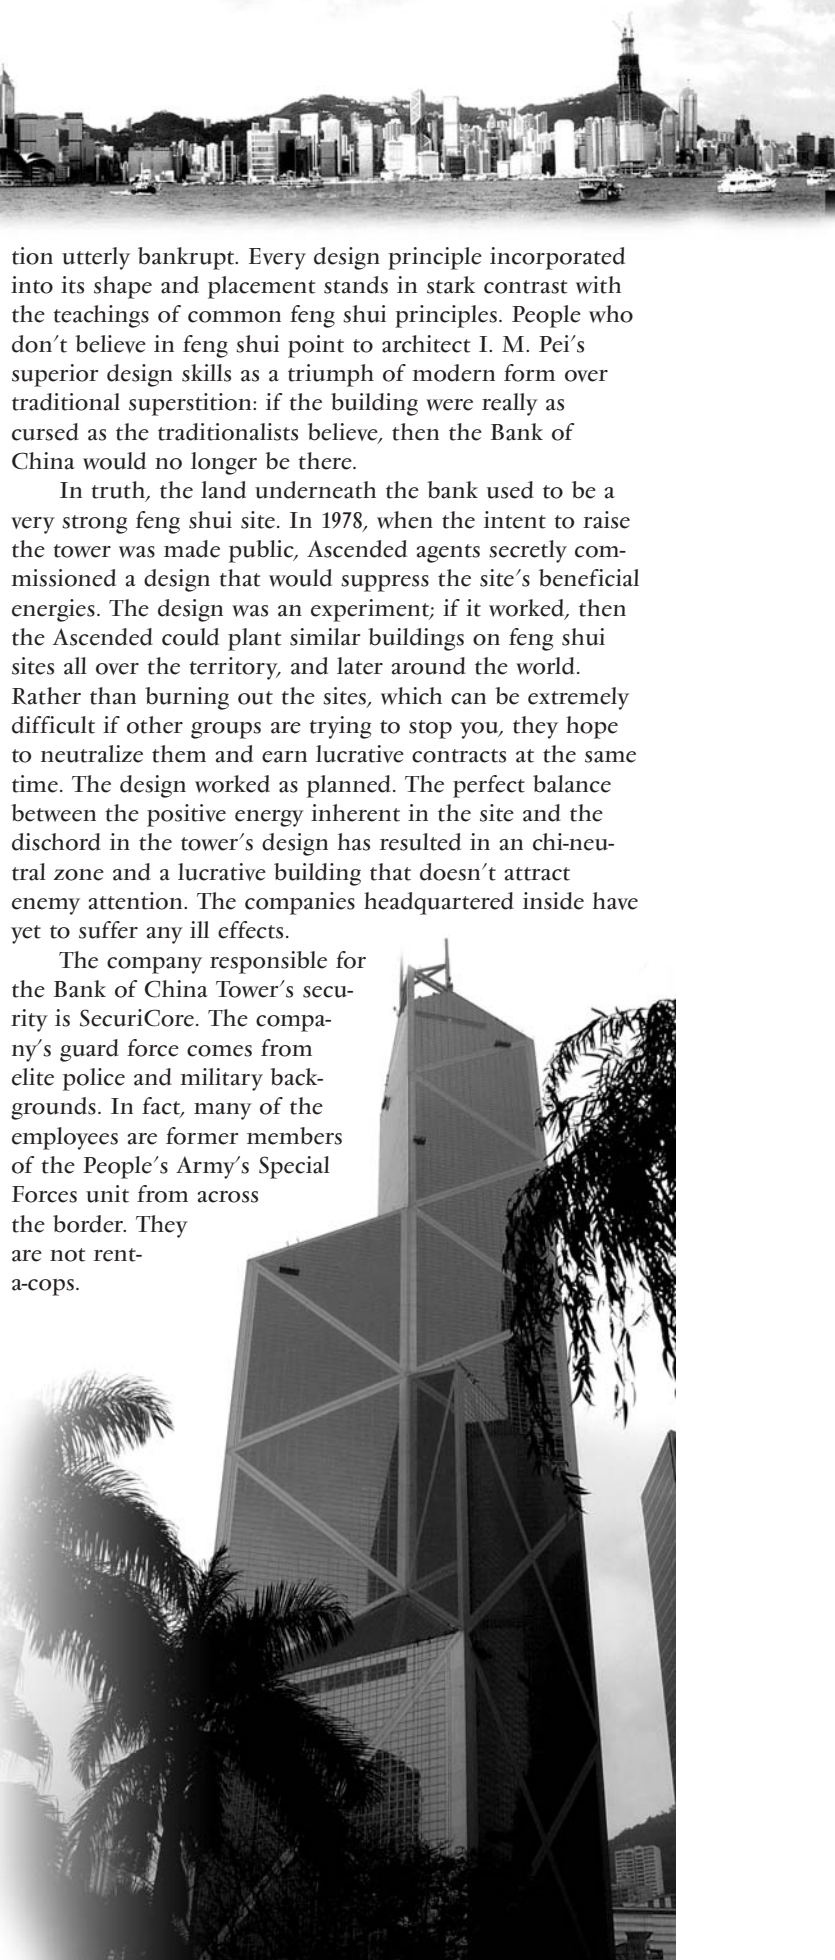 tion utterly bankrupt. Every design principle incorporated
into its shape and placement stands in stark contrast with
the teachings of common feng shui principles. People who
don’t believe in feng shui point to architect I. M. Pei’s
superior design skills as a triumph of modern form over
traditional superstition: if the building were really as
cursed as the traditionalists believe, then the Bank of
China would no longer be there.
In truth, the land underneath the bank used to be a
very strong feng shui site. In 1978, when the intent to raise
the tower was made public, Ascended agents secretly com-
missioned a design that would suppress the site’s beneficial
energies. The design was an experiment; if it worked, then
the Ascended could plant similar buildings on feng shui
sites all over the territory, and later around the world.
Rather than burning out the sites, which can be extremely
difficult if other groups are trying to stop you, they hope
to neutralize them and earn lucrative contracts at the same
time. The design worked as planned. The perfect balance
between the positive energy inherent in the site and the
dischord in the tower’s design has resulted in an chi-neu-
tral zone and a lucrative building that doesn’t attract
enemy attention. The companies headquartered inside have
yet to suffer any ill effects.
The company responsible for
the Bank of China Tower’s secu-
rity is SecuriCore. The compa-
ny’s guard force comes from
elite police and military back-
grounds. In fact, many of the
employees are former members
of the People’s Army’s Special
Forces unit from across
the border. They
are not rent-
a-cops.